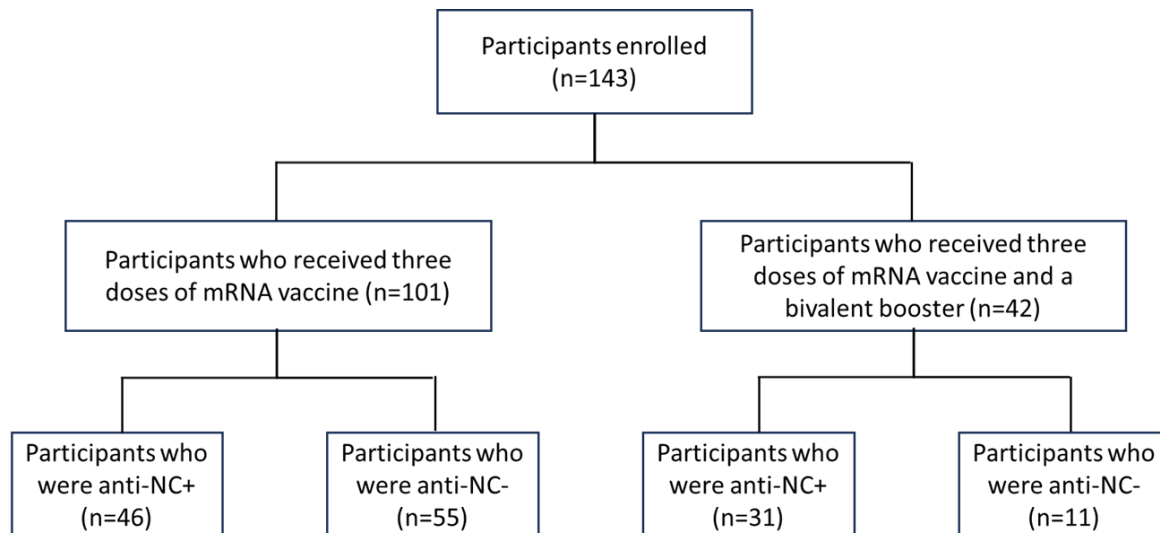 Participants enrolled
(n=143)
Participants who received three
doses of mRNA vaccine (n=101)
Participants who received three
doses of mRNA vaccine and a
bivalent booster (n=42)
Participants who
were anti-NC+
(n=46)
Participants who
were anti-NC-
(n=55)
Participants who
were anti-NC+
(n=31)
Participants who
were anti-NC-
(n=11)